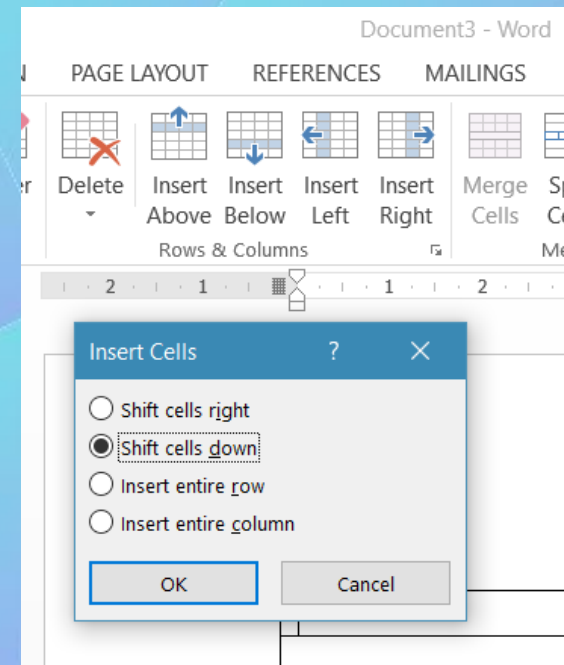 Document3 - Word
PAGE LAYOUT REFERENCES MAILINGS
Delete Insert Above Insert Below Insert Left Insert Right Merge Cells
Rows & Columns
2 1 1 2
Insert Cells ?
Shift cells right
Shift cells down
Insert entire row
Insert entire column
OK Cancel